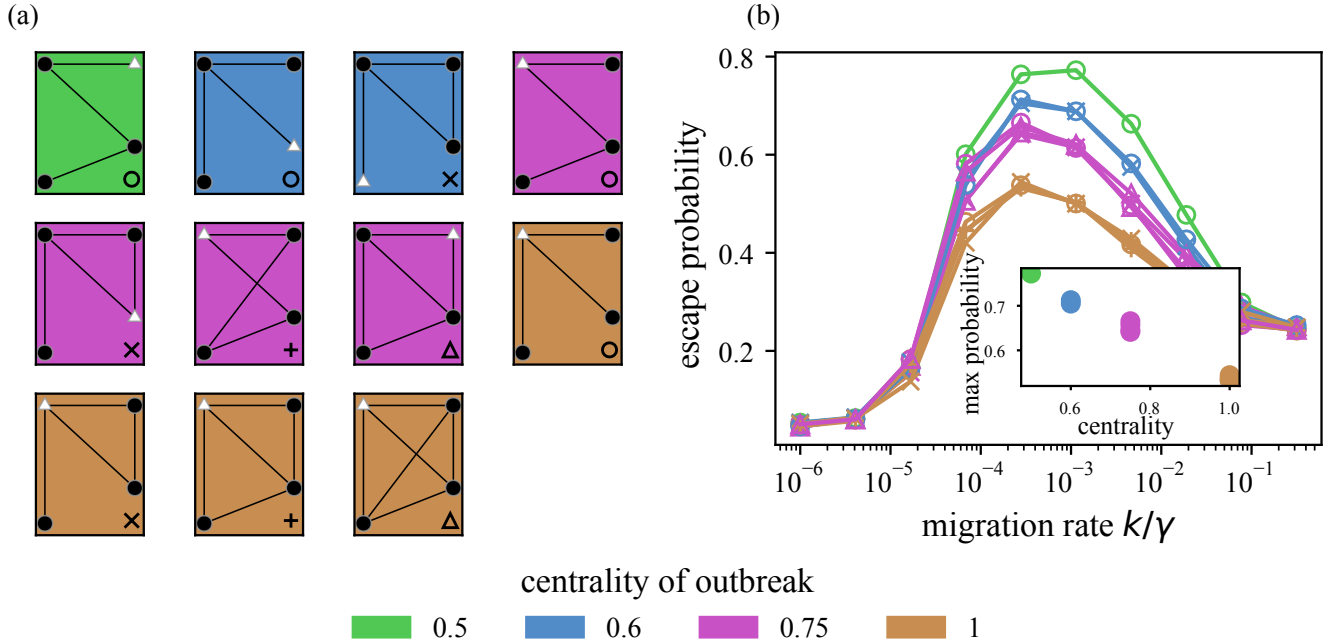 (a)
(b)
0.8
0.6
0.4
0.2
escape probability
10⁻⁶
10⁻⁵
10⁻⁴
10⁻³
10⁻²
10⁻¹
migration rate k/γ
0.7
0.6
max probability
0.6
0.8
1.0
centrality
centrality of outbreak
0.5
0.6
0.75
1